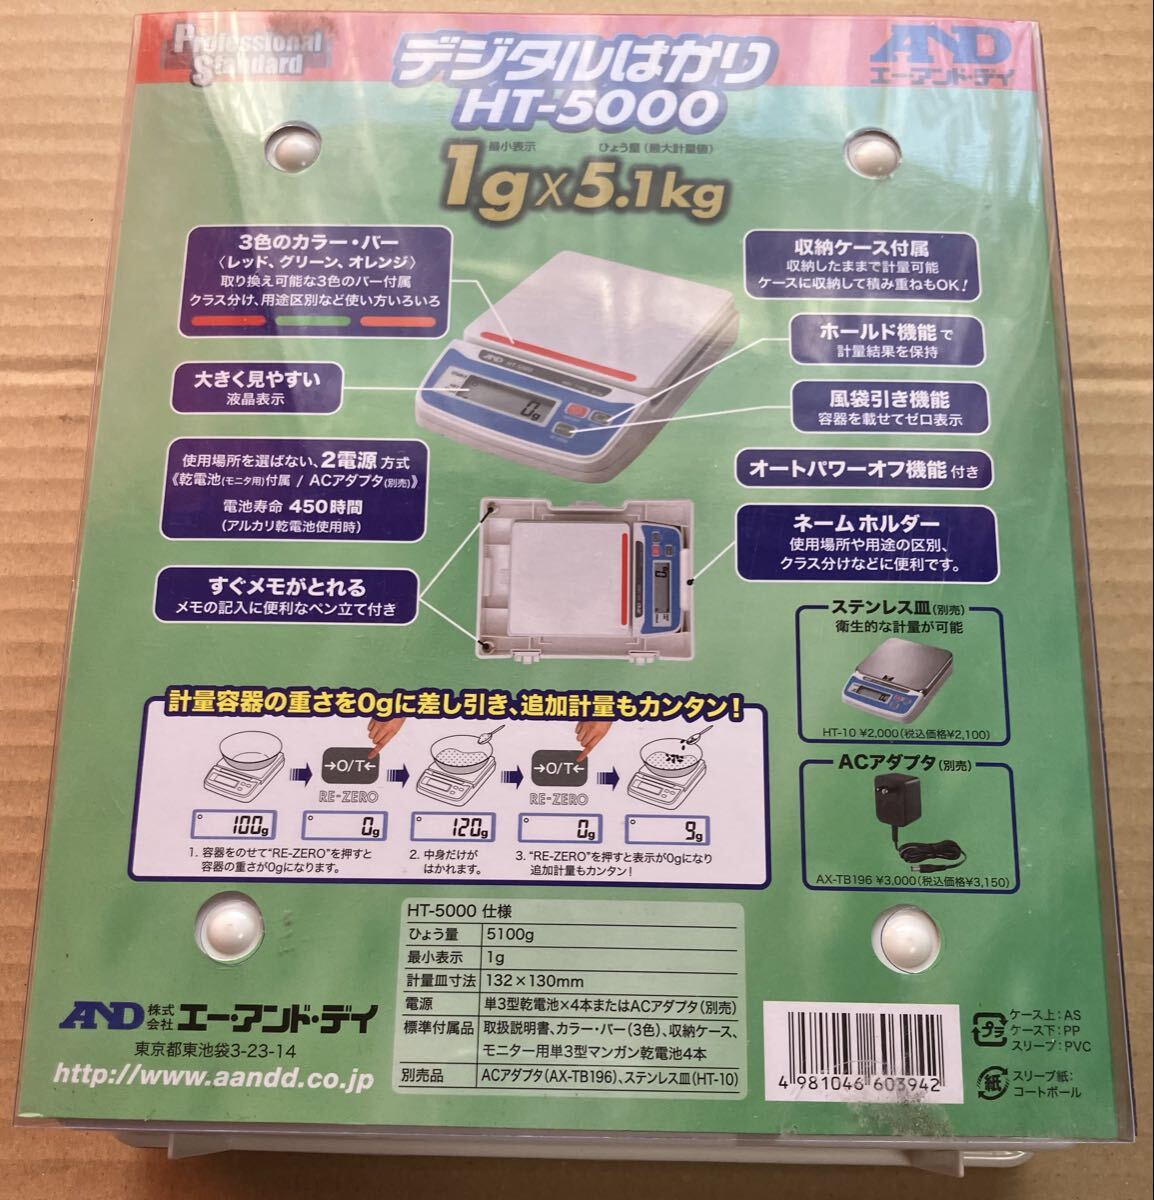 Professional
Standard
デジタルはかり
HT-5000
AND
エー・アンド・デイ
最小表示
ひょう量(最大計量値)
1g×5.1kg
3色のカラー・バー
〈レッド、グリーン、オレンジ〉
取り換え可能な3色のバー付属
クラス分け、用途区別など使い方いろいろ
大きく見やすい
液晶表示
使用場所を選ばない、2電源方式
《乾電池(モニタ用)付属 / ACアダプタ(別売)》
電池寿命 450時間
(アルカリ乾電池使用時)
すぐメモがとれる
メモの記入に便利なペン立て付き
AND HT-5000
0g
収納ケース付属
収納したままで計量可能
ケースに収納して積み重ねもOK!
ホールド機能で
計量結果を保持
風袋引き機能
容器を載せてゼロ表示
オートパワーオフ機能付き
ネームホルダー
使用場所や用途の区別、
クラス分けなどに便利です。
ステンレス皿(別売)
衛生的な計量が可能
HT-10 ¥2,000(税込価格¥2,100)
ACアダプタ(別売)
AX-TB196 ¥3,000(税込価格¥3,150)
計量容器の重さを0gに差し引き、追加計量もカンタン!
→O/T←
RE-ZERO
→O/T←
RE-ZERO
100g
0g
120g
0g
9g
1. 容器をのせて"RE-ZERO"を押すと
容器の重さが0gになります。
2. 中身だけが
はかれます。
3. "RE-ZERO"を押すと表示が0gになり
追加計量もカンタン!
HT-5000 仕様
ひょう量 5100g
最小表示 1g
計量皿寸法 132×130mm
電源 単3型乾電池×4本またはACアダプタ(別売)
標準付属品 取扱説明書、カラー・バー(3色)、収納ケース、
モニター用単3型マンガン乾電池4本
別売品 ACアダプタ(AX-TB196)、ステンレス皿(HT-10)
AND 株式会社 エー・アンド・デイ
東京都東池袋3-23-14
http://www.aandd.co.jp
4 981046 603942
プラ
ケース上:AS
ケース下:PP
スリーブ:PVC
紙
スリーブ紙:
コートボール